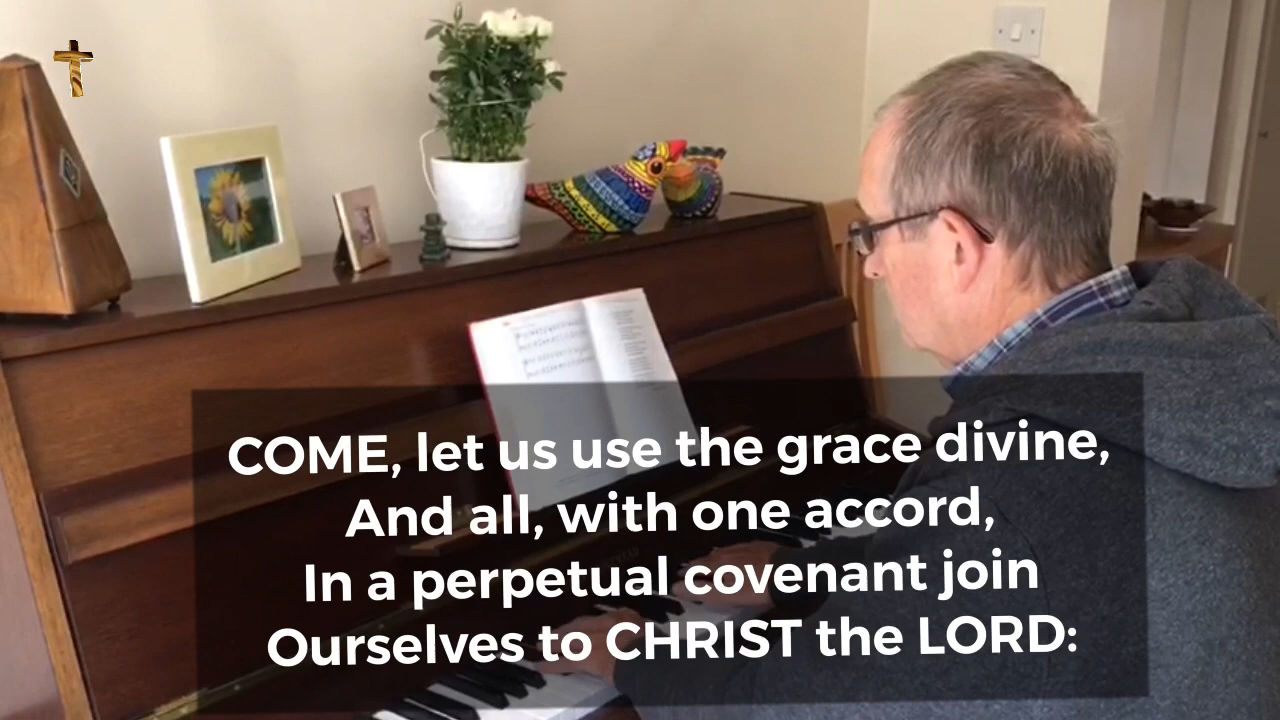 COME, let us use the grace divine,
And all, with one accord,
In a perpetual covenant join
Ourselves to CHRIST the LORD: